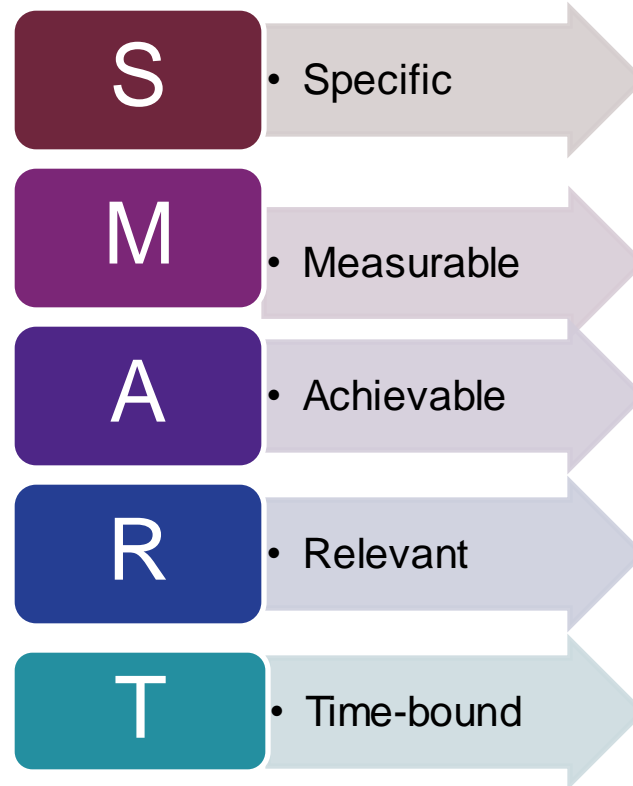 S
• Specific
M
• Measurable
A
• Achievable
R
• Relevant
T
• Time-bound